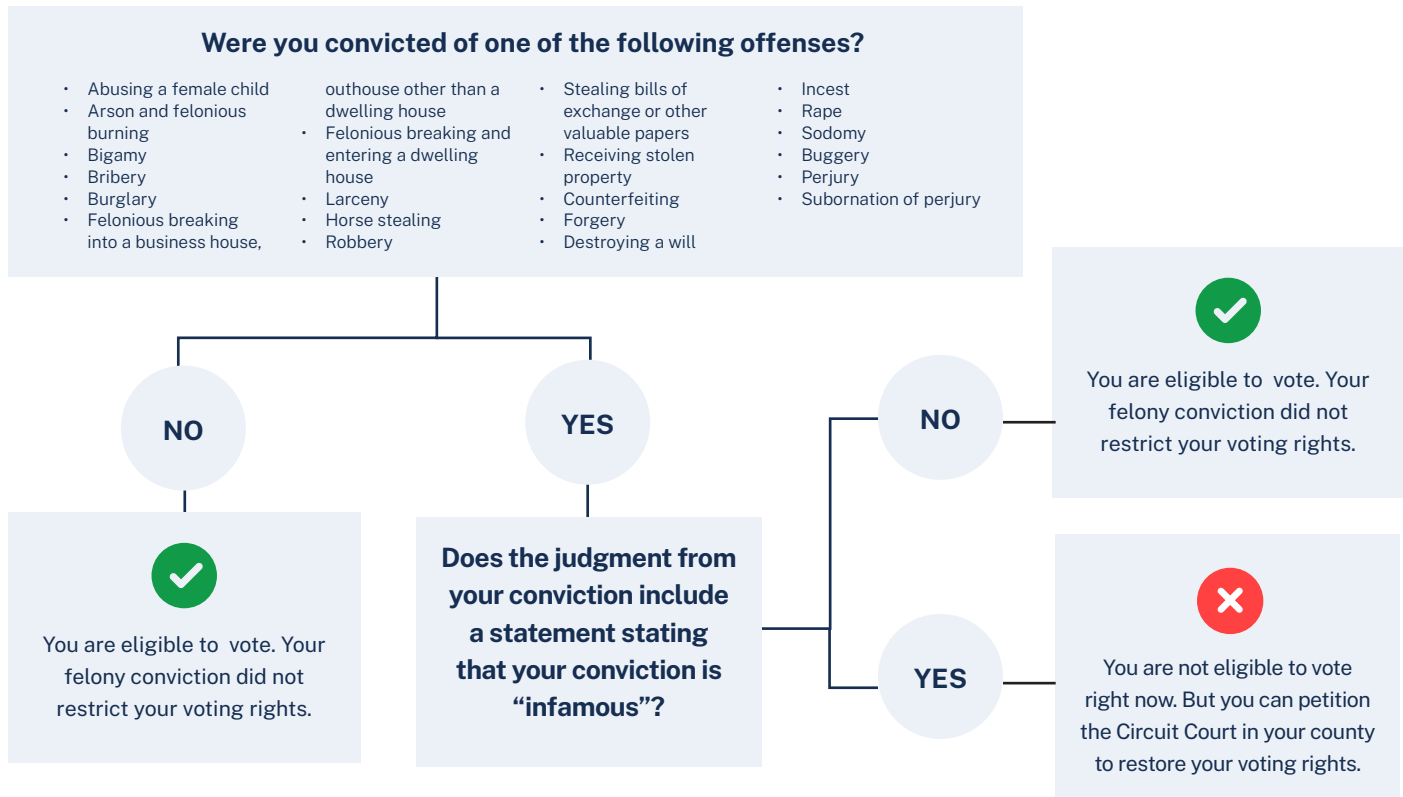 Were you convicted of one of the following offenses?
• Abusing a female child
• Arson and felonious
burning
• Bigamy
• Bribery
• Burglary
• Felonious breaking
into a business house,
outhouse other than a
dwelling house
• Felonious breaking and
entering a dwelling
house
• Larceny
• Horse stealing
• Robbery
• Stealing bills of
exchange or other
valuable papers
• Receiving stolen
property
• Counterfeiting
• Forgery
• Destroying a will
• Incest
• Rape
• Sodomy
• Buggery
• Perjury
• Subornation of perjury
NO
You are eligible to  vote. Your
felony conviction did not
restrict your voting rights.
YES
Does the judgment from
your conviction include
a statement stating
that your conviction is
“infamous”?
NO
You are eligible to  vote. Your
felony conviction did not
restrict your voting rights.
YES
You are not eligible to vote
right now. But you can petition
the Circuit Court in your county
to restore your voting rights.